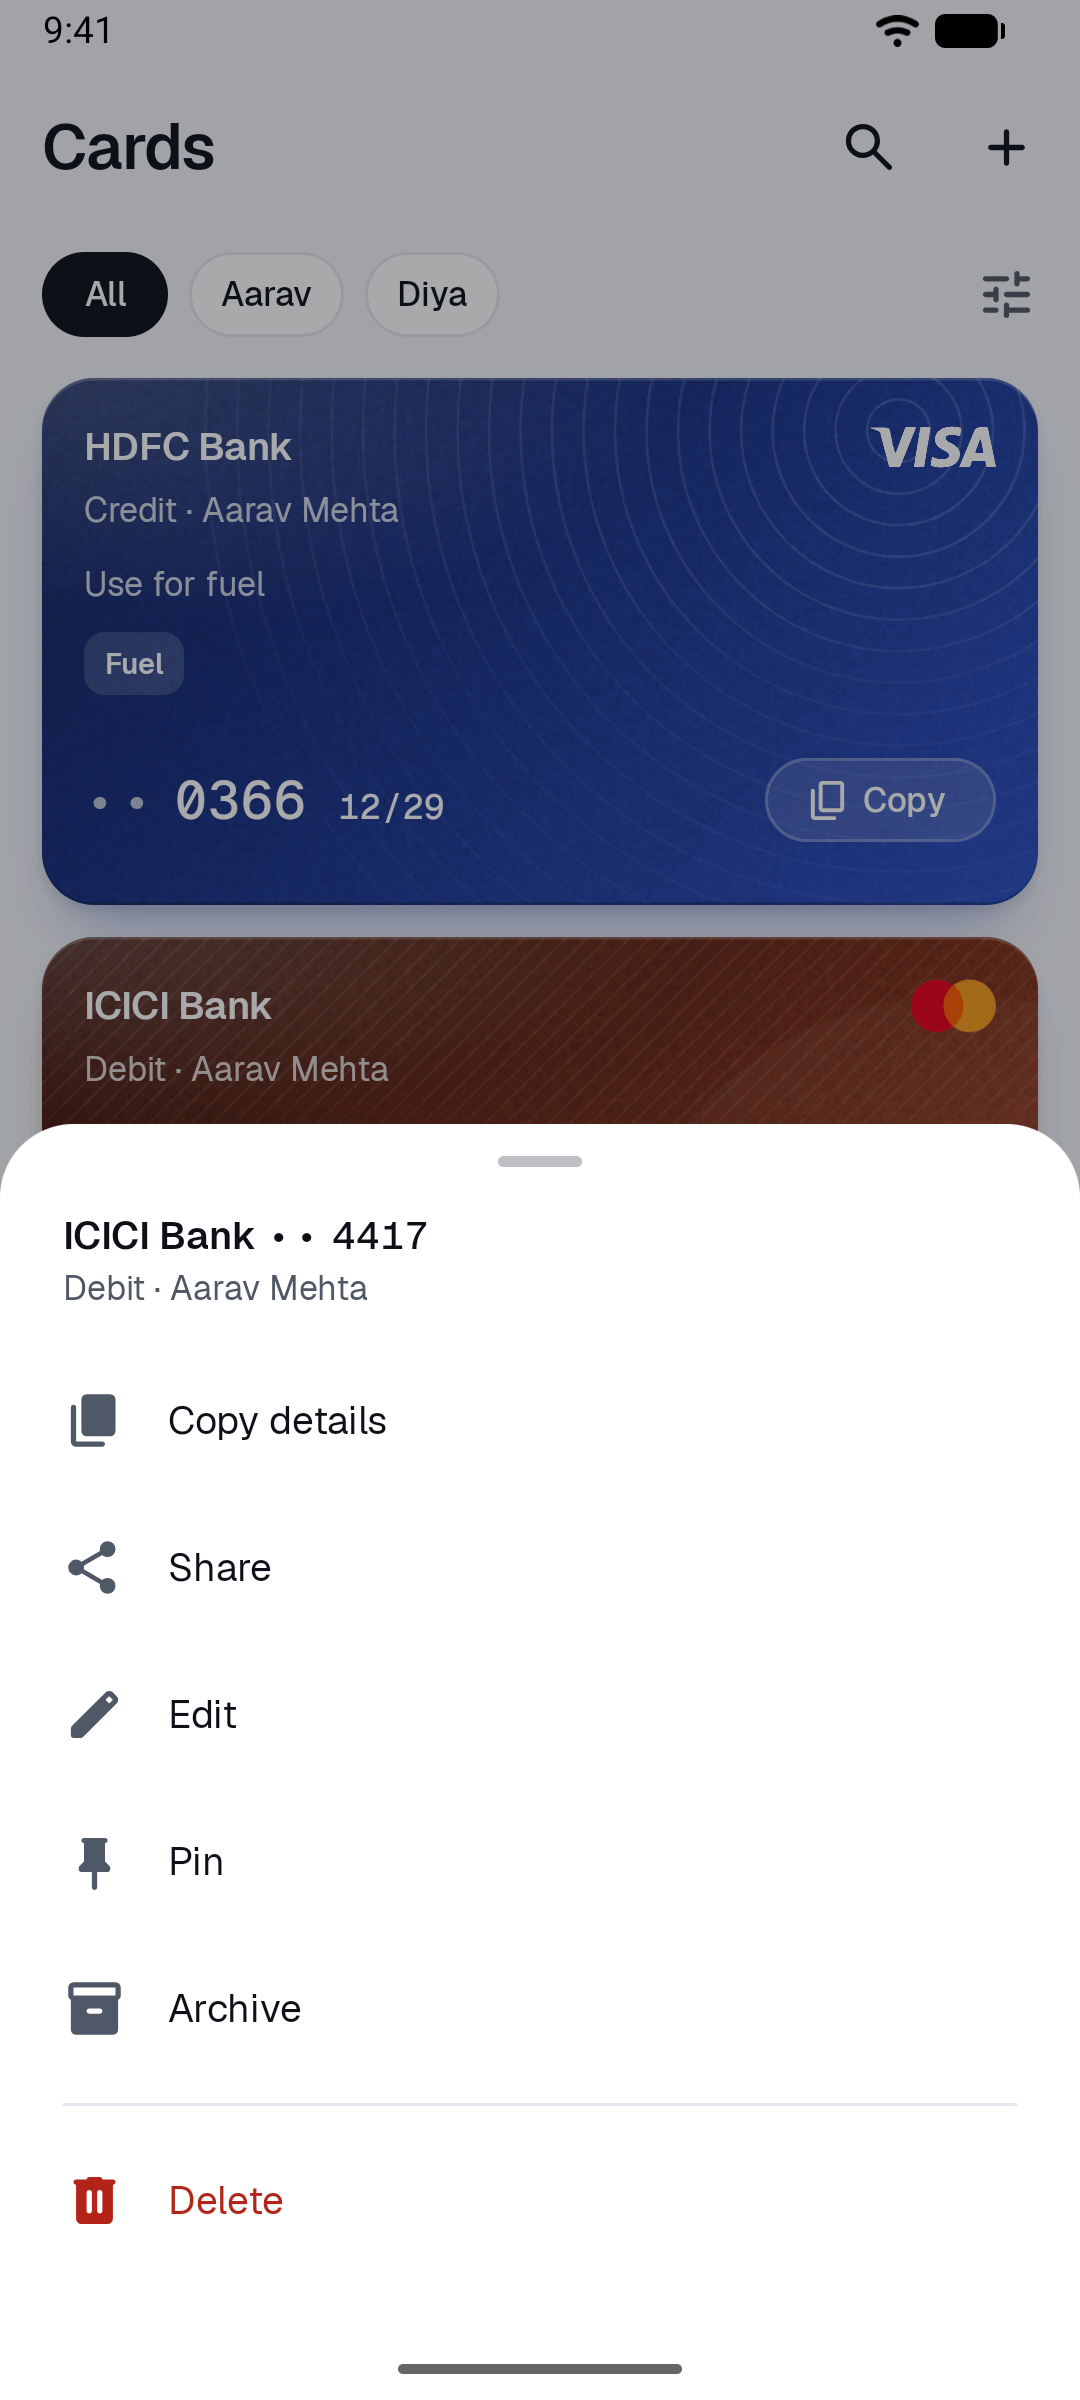 9:41
Cards
All Aarav Diya
HDFC Bank VISA
Credit · Aarav Mehta
Use for fuel
Fuel
• • 0366 12/29 Copy
ICICI Bank
Debit · Aarav Mehta
ICICI Bank • • 4417
Debit · Aarav Mehta
Copy details
Share
Edit
Pin
Archive
Delete